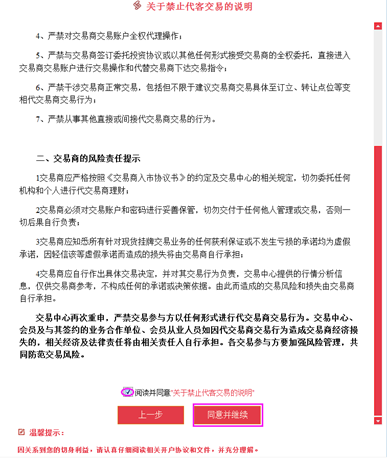 关于禁止代客交易的说明
4、严禁对交易商交易账户全权代理操作；
5、严禁与交易商签订委托投资协议或以其他任何形式接受交易商的全权委托，直接进入
交易商交易账户进行交易操作和代替交易商下达交易指令；
6、严禁干涉交易商正常交易，包括但不限于建议交易商交易具体至订立、转让点位等变
相代交易商交易行为；
7、严禁从事其他直接或间接代交易商交易的行为。
二、交易商的风险责任提示
1交易商应严格按照《交易商入市协议书》的约定及交易中心的相关规定，切勿委托任何
机构和个人进行代交易商理财；
2交易商必须对交易账户和密码进行妥善保管，切勿交付于任何他人管理或交易，否则一
切后果自行负责；
3交易商应知悉所有针对现货挂牌交易业务的任何获利保证或不发生亏损的承诺均为虚假
承诺，因轻信该等虚假承诺而造成的损失将由交易商自行承担；
4交易商应自行作出具体交易决定，并对其交易行为负责，交易中心提供的行情分析信
息，仅供交易商参考，不构成任何的承诺或决策依据。由此而造成的交易风险和损失由交易商
自行承担。
交易中心再次重申，严禁交易参与方以任何形式进行代交易商交易行为。交易中心、
会员及与其签约的业务合作单位、会员从业人员如因代交易商交易行为造成交易商经济损
失的，相关经济及法律责任将由相关责任人自行承担。各交易参与方要加强风险管理，共
同防范交易风险。
阅读并同意"关于禁止代客交易的说明"
上一步
同意并继续
温馨提示：
因关系到您的切身利益，请认真仔细阅读相关开户协议和文件，并充分理解。